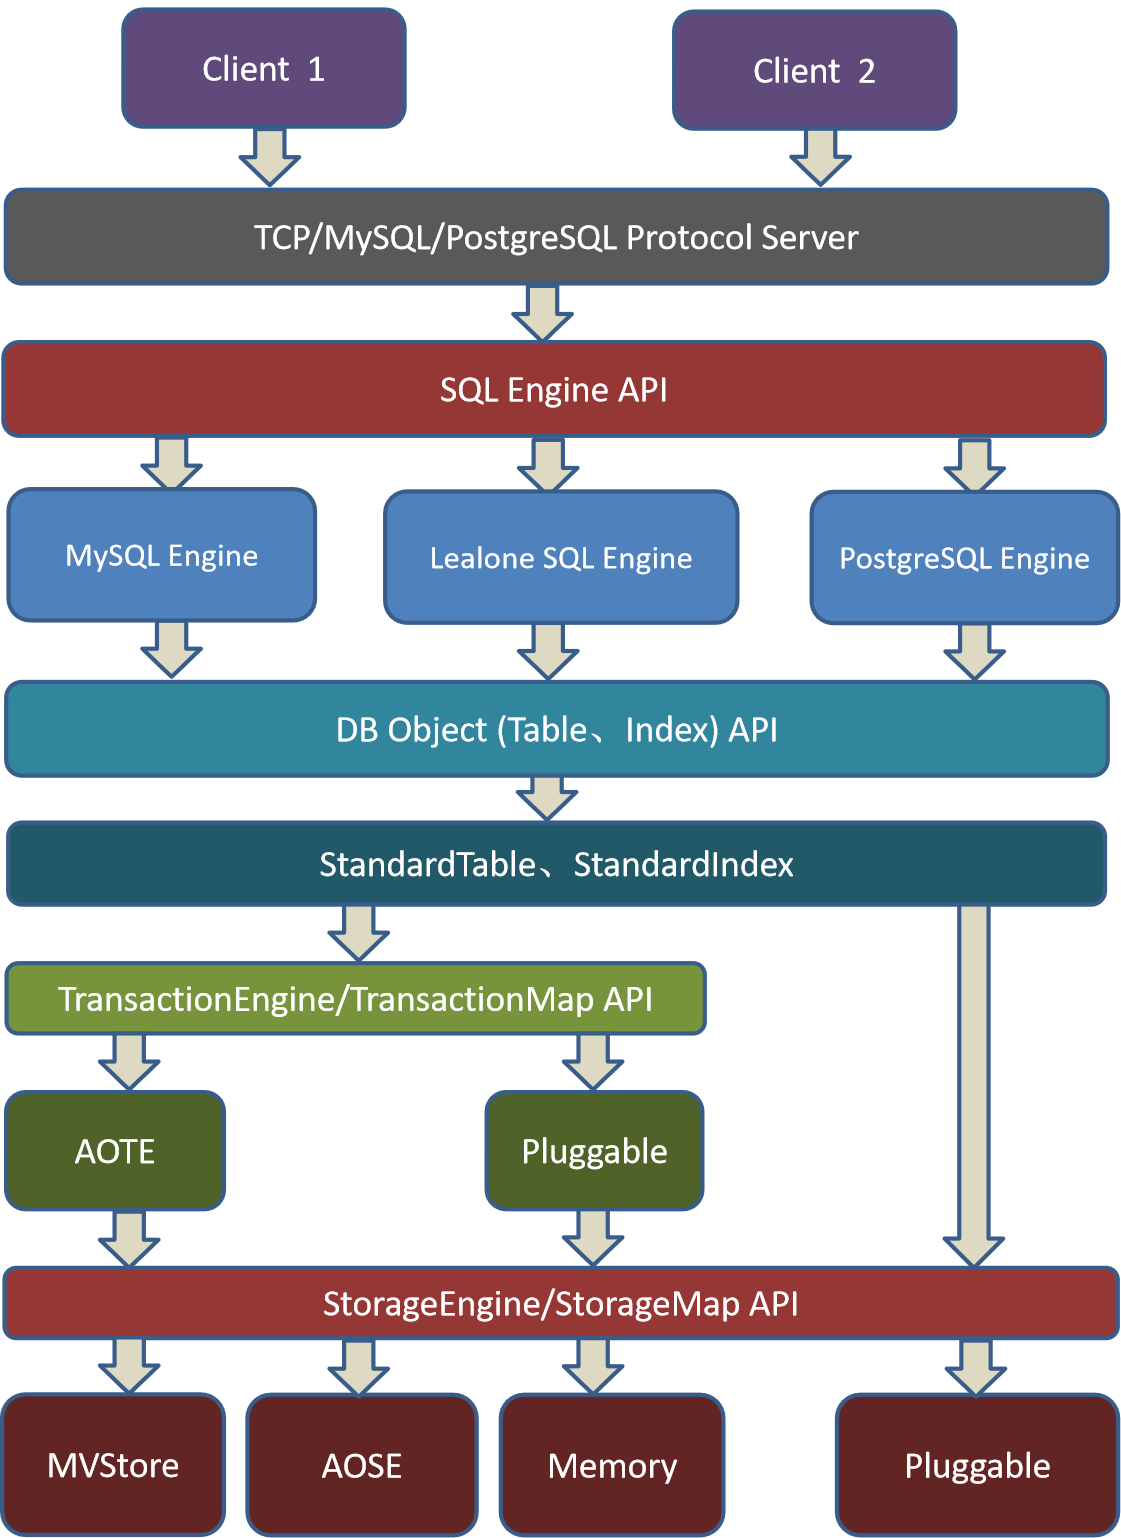 Client 1
Client 2
TCP/MySQL/PostgreSQL Protocol Server
SQL Engine API
MySQL Engine
Lealone SQL Engine
PostgreSQL Engine
DB Object (Table、Index) API
StandardTable、StandardIndex
TransactionEngine/TransactionMap API
AOTE
Pluggable
StorageEngine/StorageMap API
MVStore
AOSE
Memory
Pluggable